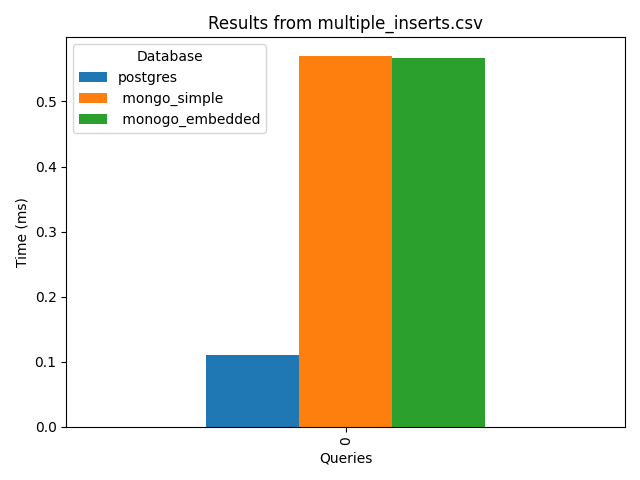 Results from multiple_inserts.csv
Database
postgres
mongo_simple
monogo_embedded
Time (ms)
0.5
0.4
0.3
0.2
0.1
0.0
0
Queries